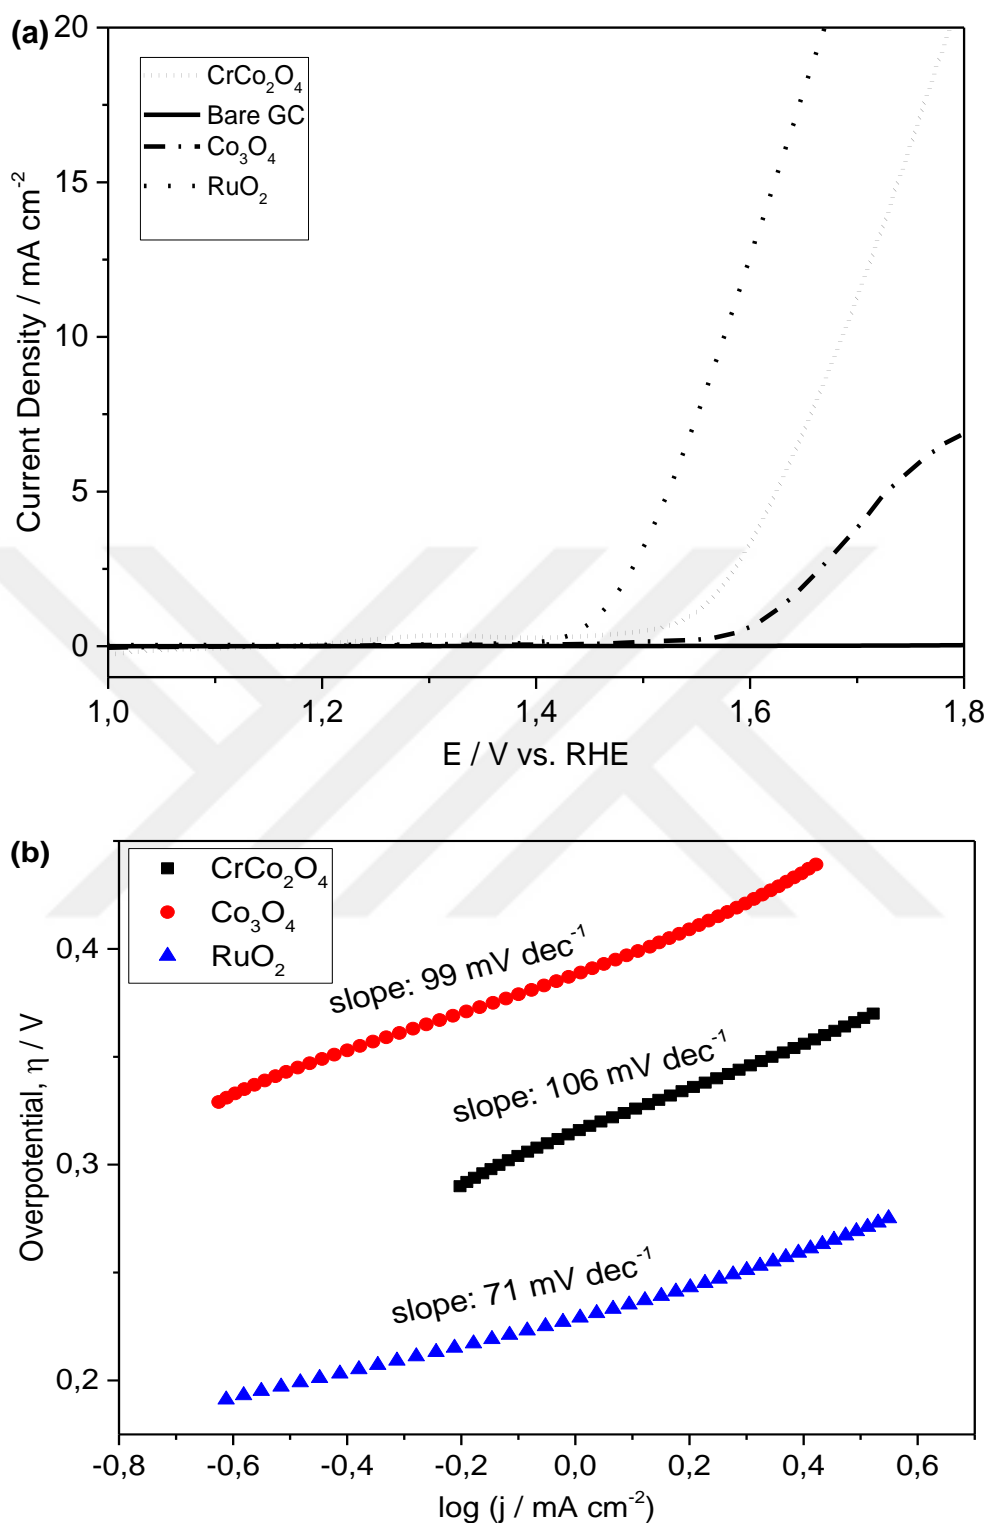 (a)
20
15
10
5
0
Current Density / mA cm⁻²
CrCo₂O₄
Bare GC
Co₃O₄
RuO₂
1,0 1,2 1,4 1,6 1,8
E / V vs. RHE
(b)
CrCo₂O₄
Co₃O₄
RuO₂
0,4
0,3
0,2
Overpotential, η / V
slope: 99 mV dec⁻¹
slope: 106 mV dec⁻¹
slope: 71 mV dec⁻¹
-0,8 -0,6 -0,4 -0,2 0,0 0,2 0,4 0,6
log (j / mA cm⁻²)